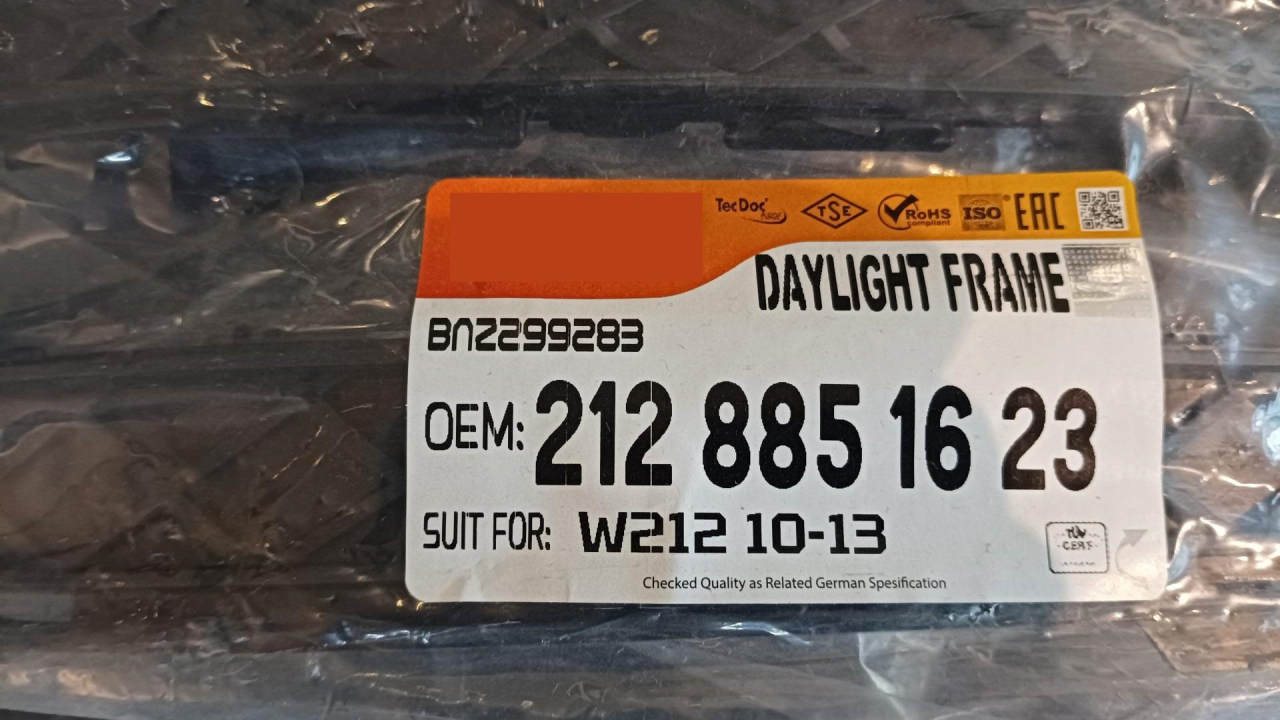 TecDoc
TSE
RoHS
compliant
ISO
EAC
DAYLIGHT FRAME
BNZ299283
OEM: 212 885 16 23
SUIT FOR: W212 10-13
CERT
Checked Quality as Related German Spesification